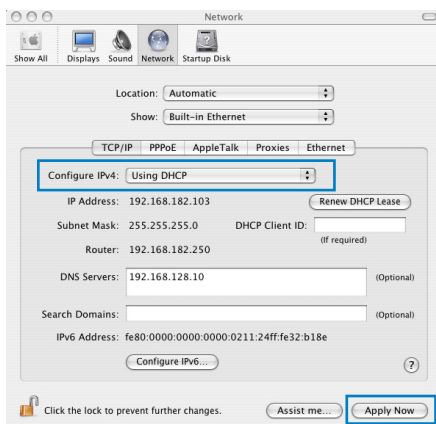 Network
Show All Displays Sound Network Startup Disk
Location: Automatic
Show: Built-in Ethernet
TCP/IP PPPoE AppleTalk Proxies Ethernet
Configure IPv4: Using DHCP
IP Address: 192.168.182.103 Renew DHCP Lease
Subnet Mask: 255.255.255.0 DHCP Client ID:
(If required)
Router: 192.168.182.250
DNS Servers: 192.168.128.10 (Optional)
Search Domains: (Optional)
IPv6 Address: fe80:0000:0000:0000:0211:24ff:fe32:b18e
Configure IPv6... ?
Click the lock to prevent further changes. Assist me... Apply Now